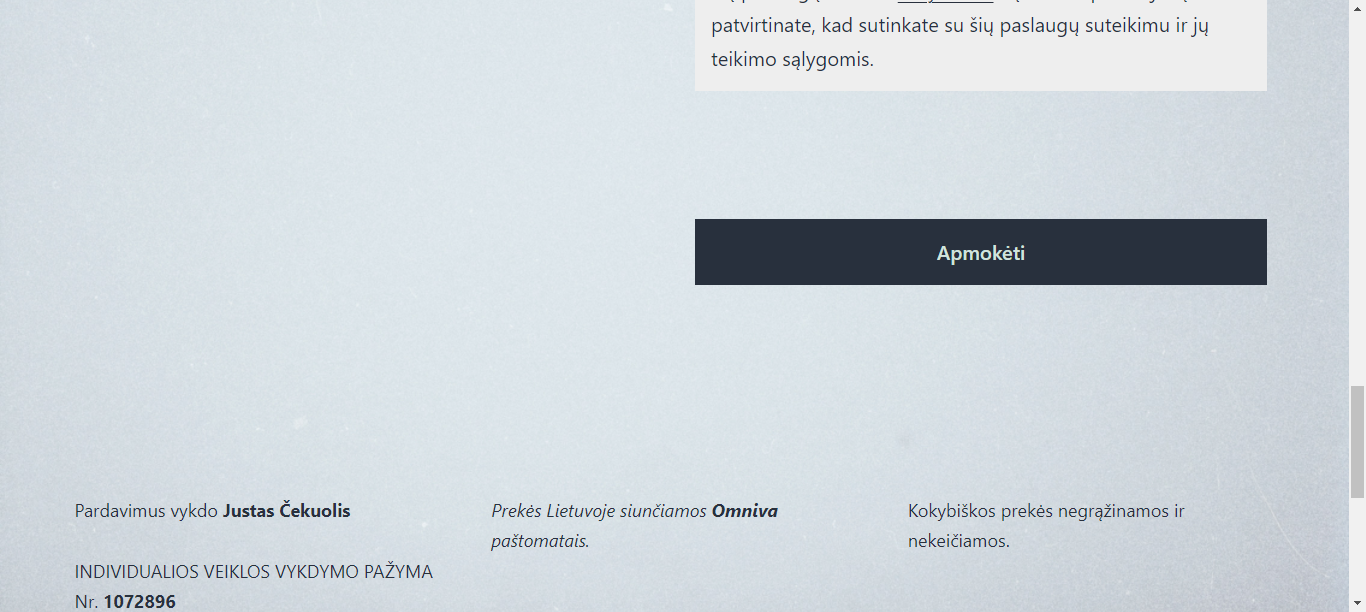 patvirtinate, kad sutinkate su šių paslaugų suteikimu ir jų
teikimo sąlygomis.
Apmokėti
Pardavimus vykdo Justas Čekuolis
INDIVIDUALIOS VEIKLOS VYKDYMO PAŽYMA
Nr. 1072896
Prekės Lietuvoje siunčiamos Omniva
paštomatais.
Kokybiškos prekės negrąžinamos ir
nekeičiamos.